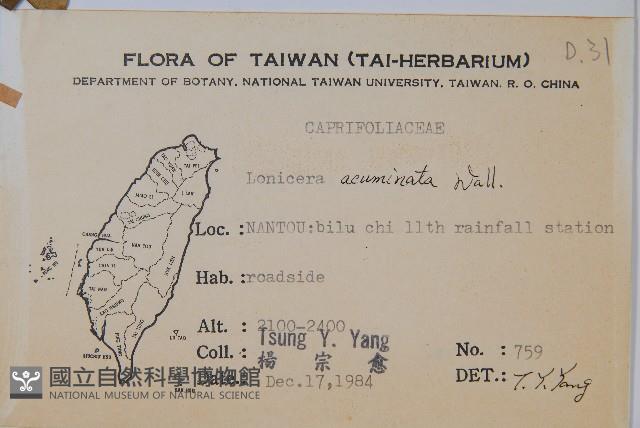 D.31
FLORA OF TAIWAN (TAI-HERBARIUM)
DEPARTMENT OF BOTANY, NATIONAL TAIWAN UNIVERSITY, TAIWAN, R. O. CHINA
CAPRIFOLIACEAE
Lonicera acuminata Wall.
Loc. : NANTOU:bilu chi 11th rainfall station
Hab. : roadside
Alt. : 2100-2400
Coll. : Tsung Y. Yang
楊 宗 愈
No. : 759
Date. : Dec.17,1984
DET.: T. Y. Yang
國立自然科學博物館
NATIONAL MUSEUM OF NATURAL SCIENCE